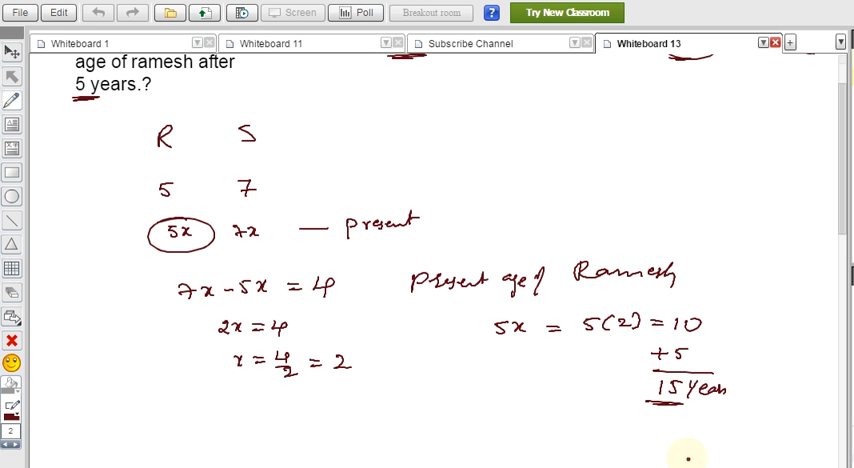 File Edit Screen Poll Breakout room ? Try New Classroom
Whiteboard 1 Whiteboard 11 Subscribe Channel Whiteboard 13 +
age of ramesh after
5 years.?
R S
5 7
5x 7x — Present
7x - 5x = 4 Present age of Ramesh
2x = 4 5x = 5(2) = 10
x = 4/2 = 2 +5
15 Years
2